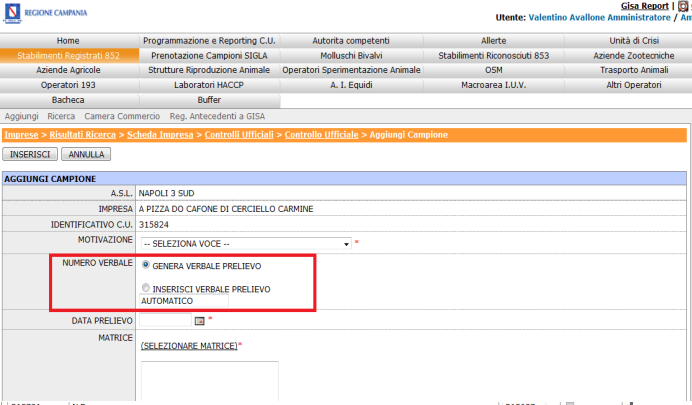 Gisa Report |
REGIONE CAMPANIA
Utente: Valentino Avallone Amministratore /
Home Programmazione e Reporting C.U. Autorita competenti Allerte Unità di Crisi
Stabilimenti Registrati 852 Prenotazione Campioni SIGLA Molluschi Bivalvi Stabilimenti Riconosciuti 853 Aziende Zootecniche
Aziende Agricole Strutture Riproduzione Animale Operatori Sperimentazione Animale OSM Trasporto Animali
Operatori 193 Laboratori HACCP A. I. Equidi Macroarea I.U.V. Altri Operatori
Bacheca Buffer
Aggiungi Ricerca Camera Commercio Reg. Antecedenti a GISA
Imprese > Risultati Ricerca > Scheda Impresa > Controlli Ufficiali > Controllo Ufficiale > Aggiungi Campione
INSERISCI ANNULLA
AGGIUNGI CAMPIONE
A.S.L. NAPOLI 3 SUD
IMPRESA A PIZZA DO CAFONE DI CERCIELLO CARMINE
IDENTIFICATIVO C.U. 315824
MOTIVAZIONE -- SELEZIONA VOCE -- *
NUMERO VERBALE GENERA VERBALE PRELIEVO
INSERISCI VERBALE PRELIEVO
AUTOMATICO
DATA PRELIEVO *
MATRICE
(SELEZIONARE MATRICE)*